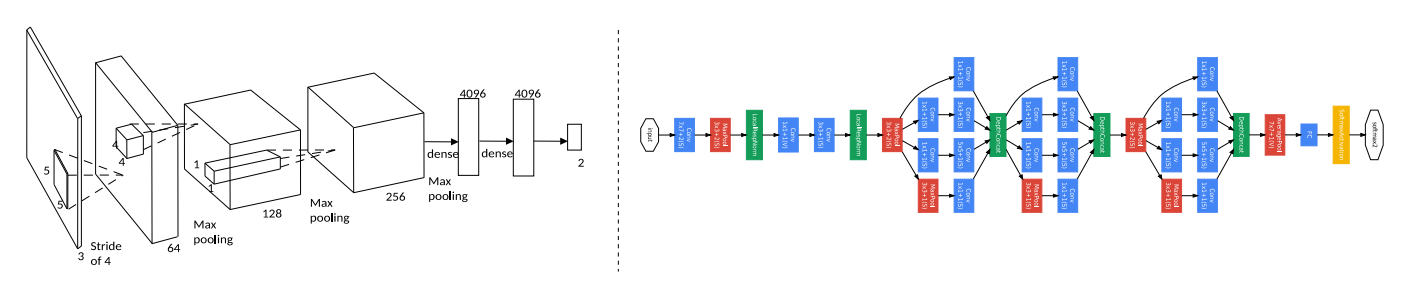 5
5
3
Stride
of 4
4
4
64
Max
pooling
1
1
128
Max
pooling
256
Max
pooling
dense
4096
dense
4096
2
input
Conv
7x7+2(S)
MaxPool
3x3+2(S)
LocalRespNorm
Conv
1x1+1(V)
Conv
3x3+1(S)
LocalRespNorm
MaxPool
3x3+2(S)
Conv
1x1+1(S)
Conv
1x1+1(S)
Conv
3x3+1(S)
Conv
1x1+1(S)
Conv
5x5+1(S)
MaxPool
3x3+1(S)
Conv
1x1+1(S)
DepthConcat
Conv
1x1+1(S)
Conv
1x1+1(S)
Conv
3x3+1(S)
Conv
1x1+1(S)
Conv
5x5+1(S)
MaxPool
3x3+1(S)
Conv
1x1+1(S)
DepthConcat
MaxPool
3x3+2(S)
Conv
1x1+1(S)
Conv
1x1+1(S)
Conv
3x3+1(S)
Conv
1x1+1(S)
Conv
5x5+1(S)
MaxPool
3x3+1(S)
Conv
1x1+1(S)
DepthConcat
AveragePool
7x7+1(V)
FC
SoftmaxActivation
softmax2